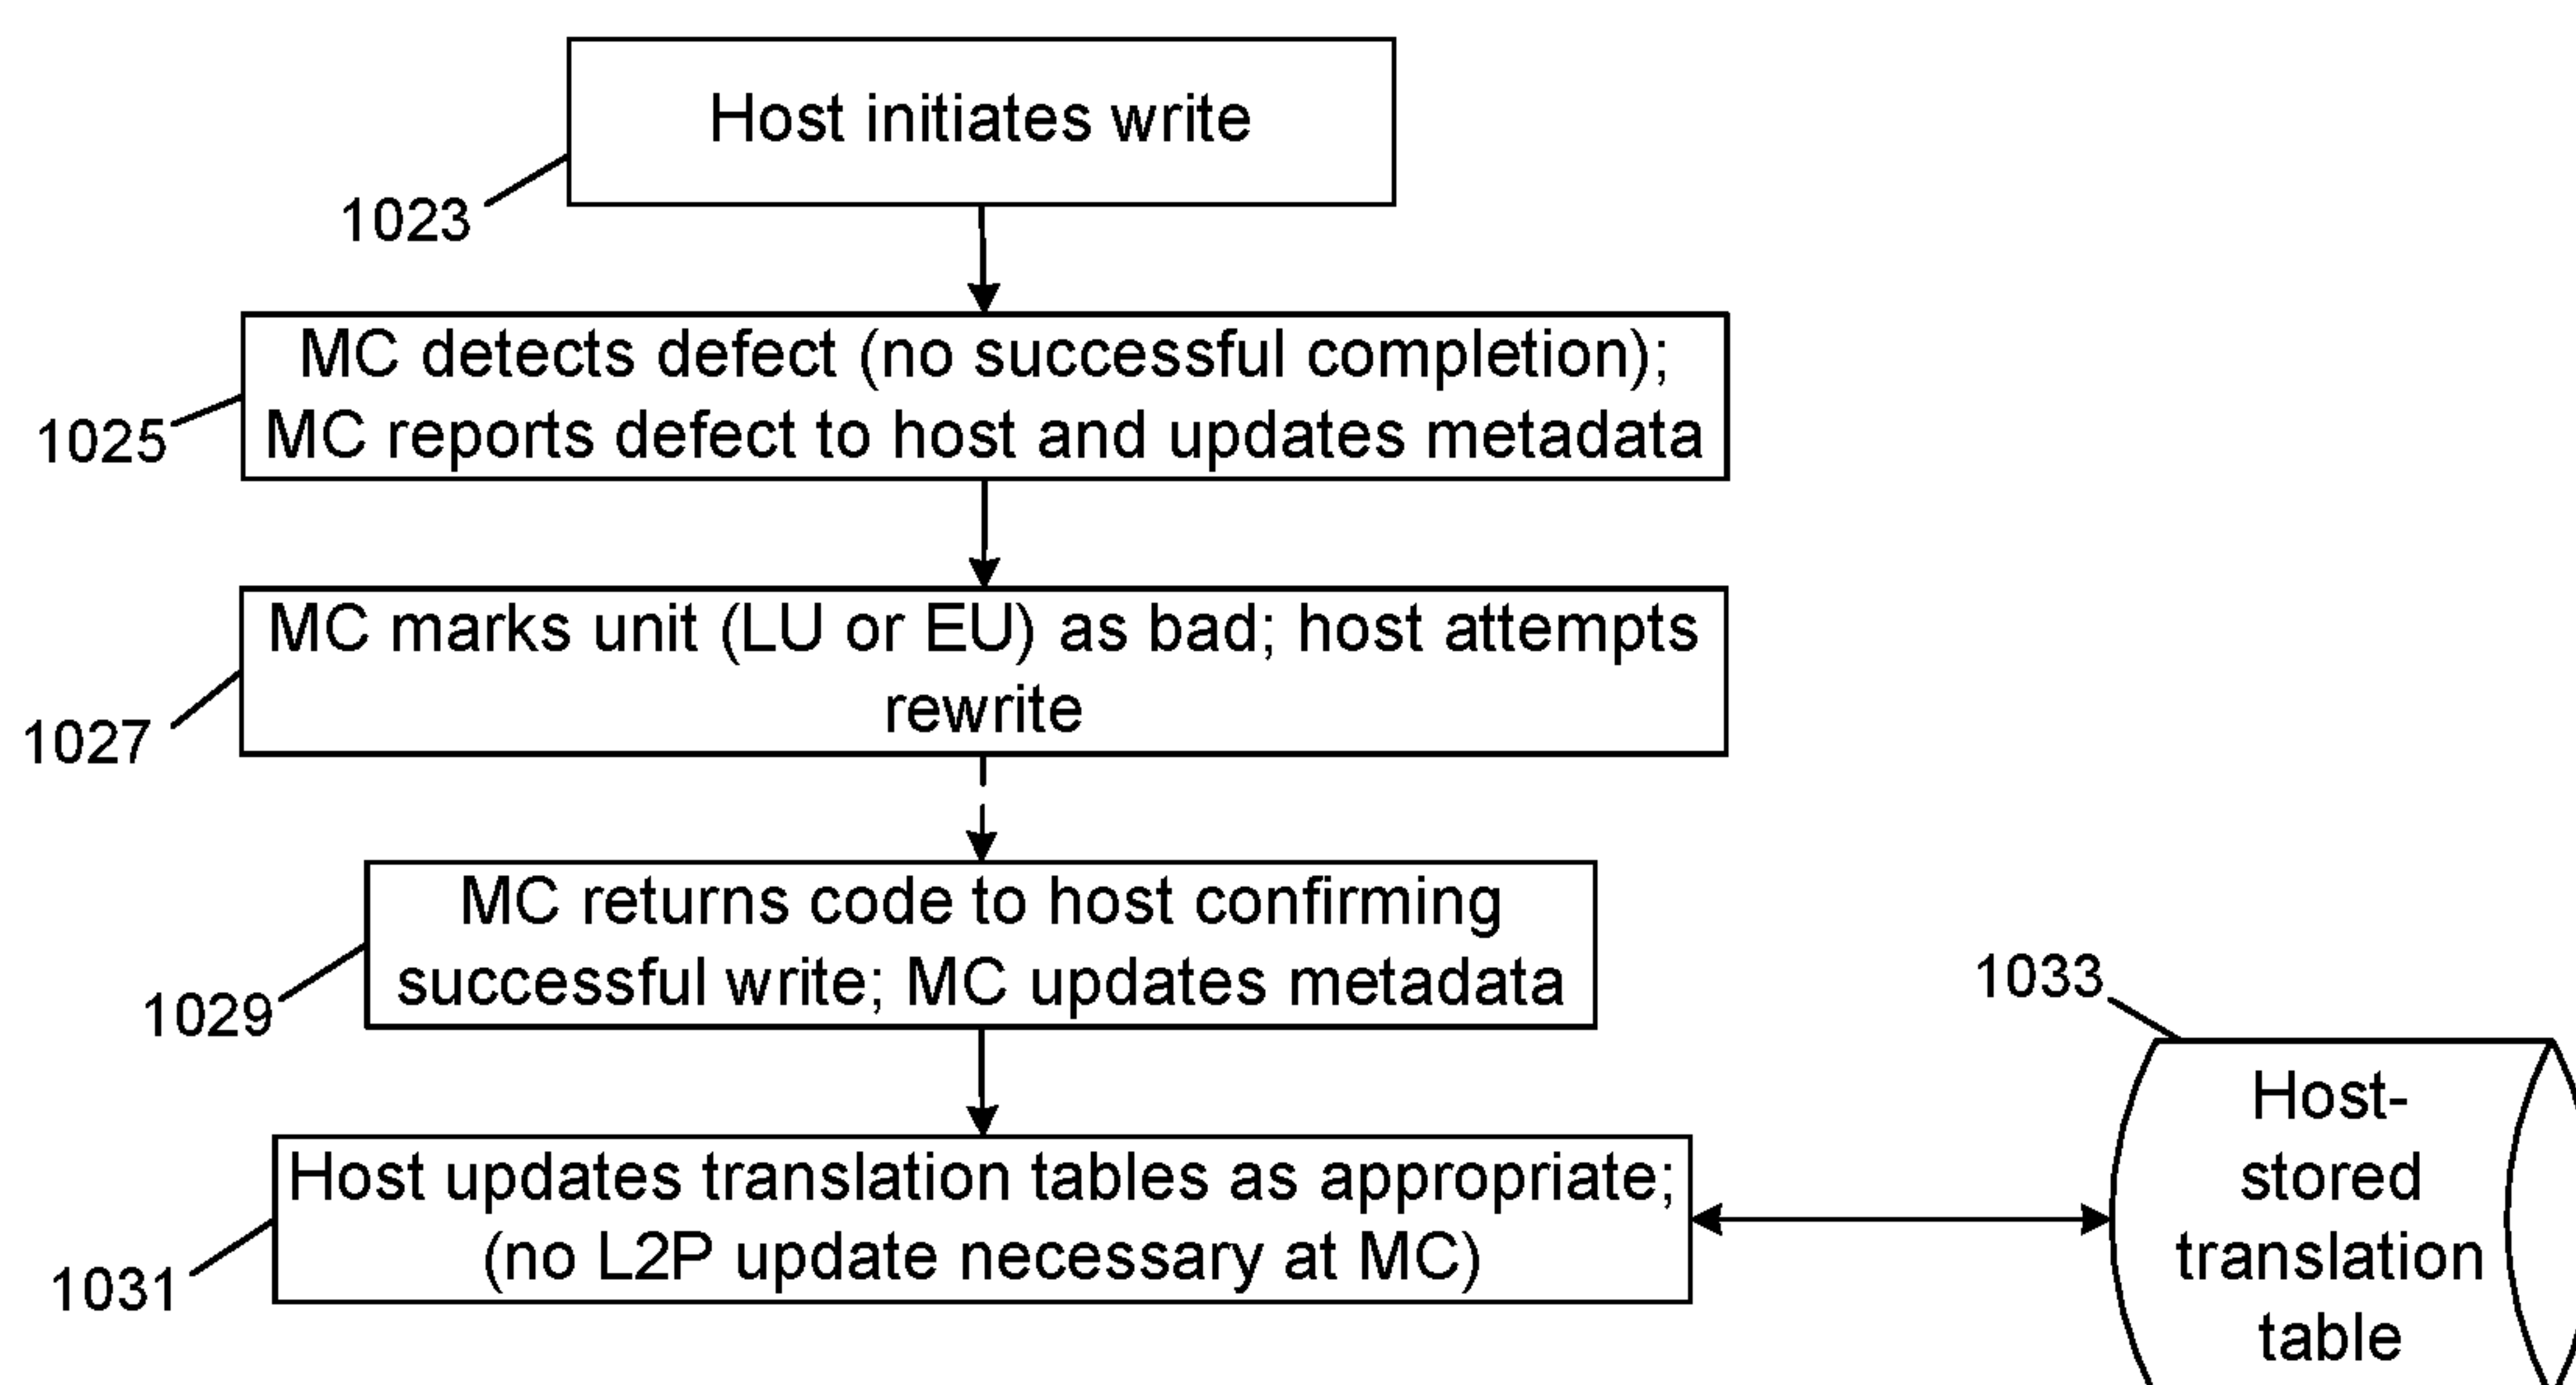 Host initiates write
1023
MC detects defect (no successful completion);
MC reports defect to host and updates metadata
1025
MC marks unit (LU or EU) as bad; host attempts
rewrite
1027
MC returns code to host confirming
successful write; MC updates metadata
1029
Host updates translation tables as appropriate;
(no L2P update necessary at MC)
1031
1033
Host-
stored
translation
table